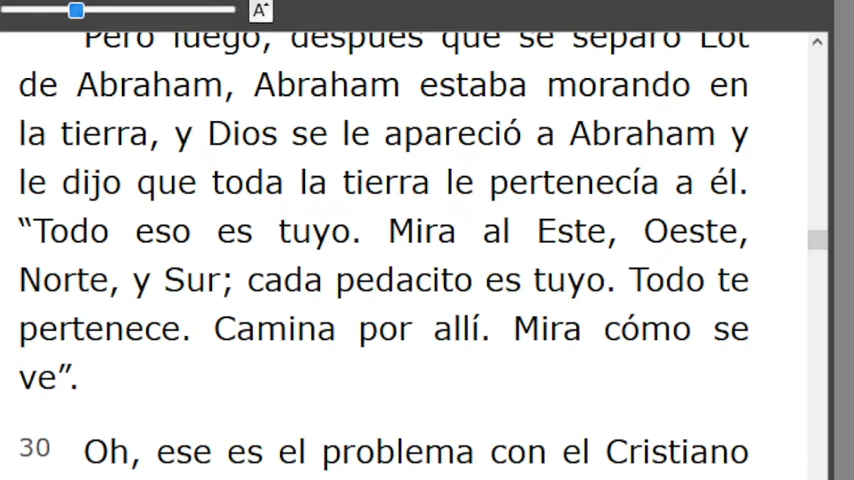 A
Pero luego, después que se separó Lot
de Abraham, Abraham estaba morando en
la tierra, y Dios se le apareció a Abraham y
le dijo que toda la tierra le pertenecía a él.
“Todo eso es tuyo. Mira al Este, Oeste,
Norte, y Sur; cada pedacito es tuyo. Todo te
pertenece. Camina por allí. Mira cómo se
ve”.
30 Oh, ese es el problema con el Cristiano